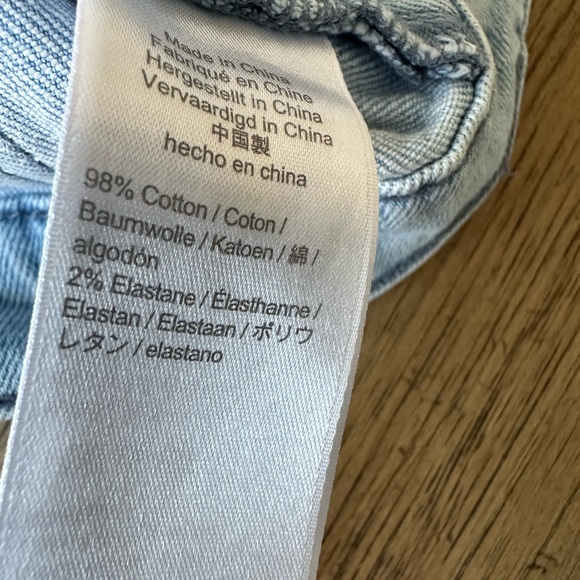 Made in China
Fabriqué en Chine
Hergestellt in China
Vervaardigd in China
中国製
hecho en china
98% Cotton / Coton /
Baumwolle / Katoen / 綿 /
algodón
2% Elastane / Élasthanne /
Elastan / Elastaan / ポリウ
レタン / elastano